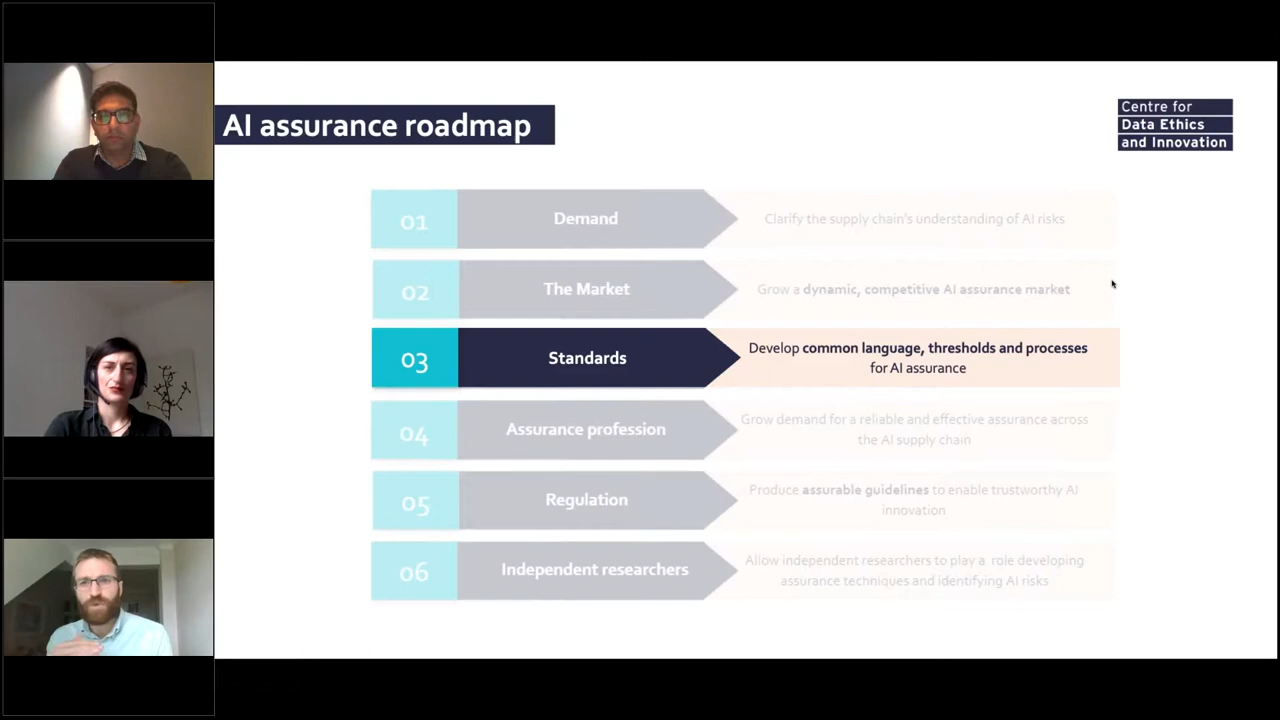 AI assurance roadmap
Centre for
Data Ethics
and Innovation
01
Demand
Clarify the supply chain's understanding of AI risks
02
The Market
Grow a dynamic, competitive AI assurance market
03
Standards
Develop common language, thresholds and processes
for AI assurance
04
Assurance profession
Grow demand for a reliable and effective assurance across
the AI supply chain
05
Regulation
Produce assurable guidelines to enable trustworthy AI
innovation
06
Independent researchers
Allow independent researchers to play a role developing
assurance techniques and identifying AI risks